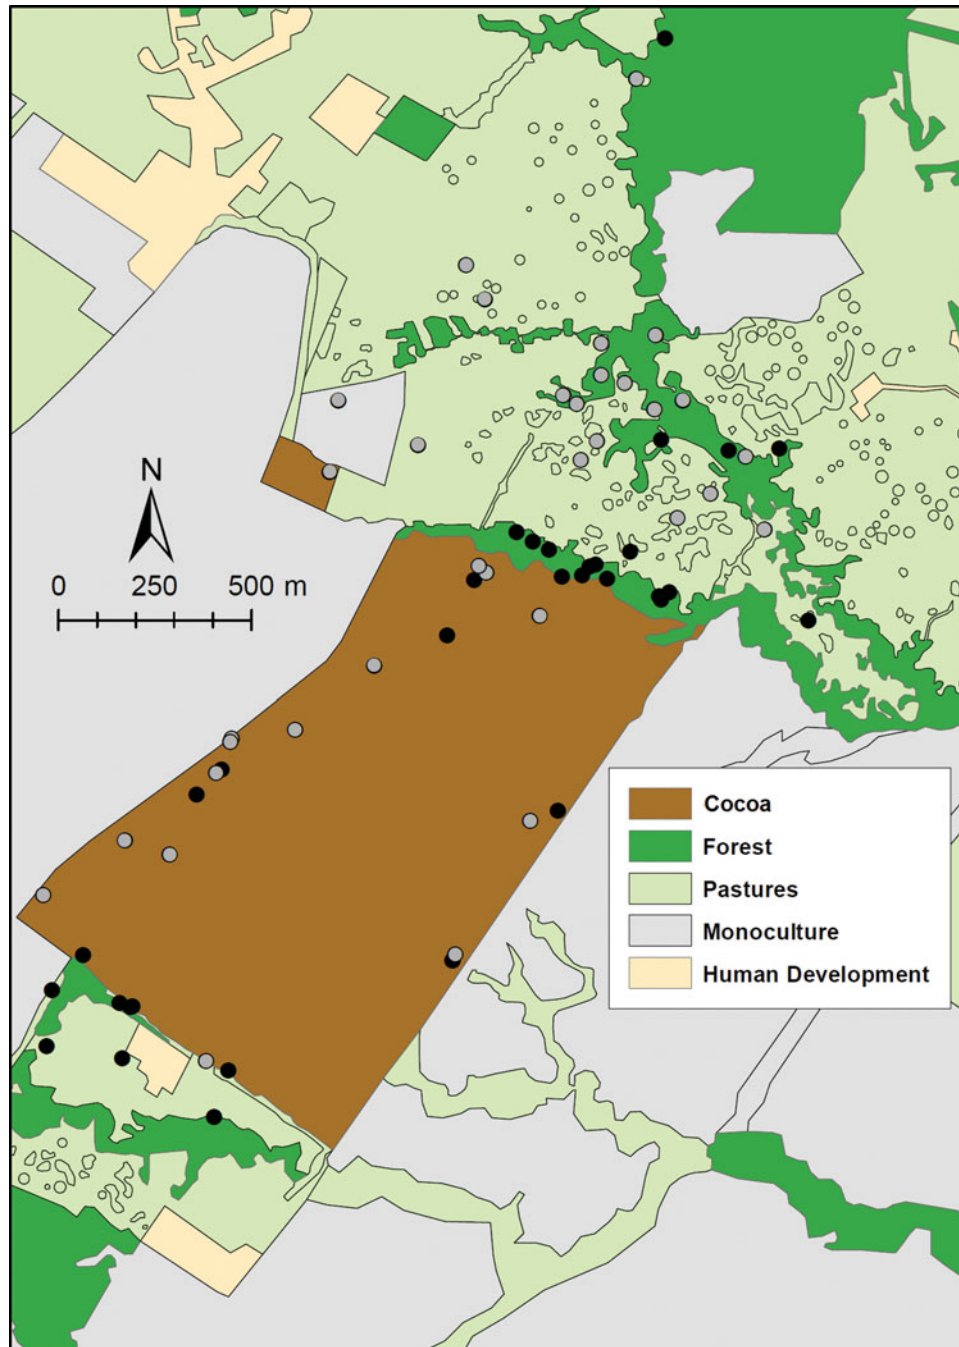 N
0 250 500 m
Cocoa
Forest
Pastures
Monoculture
Human Development